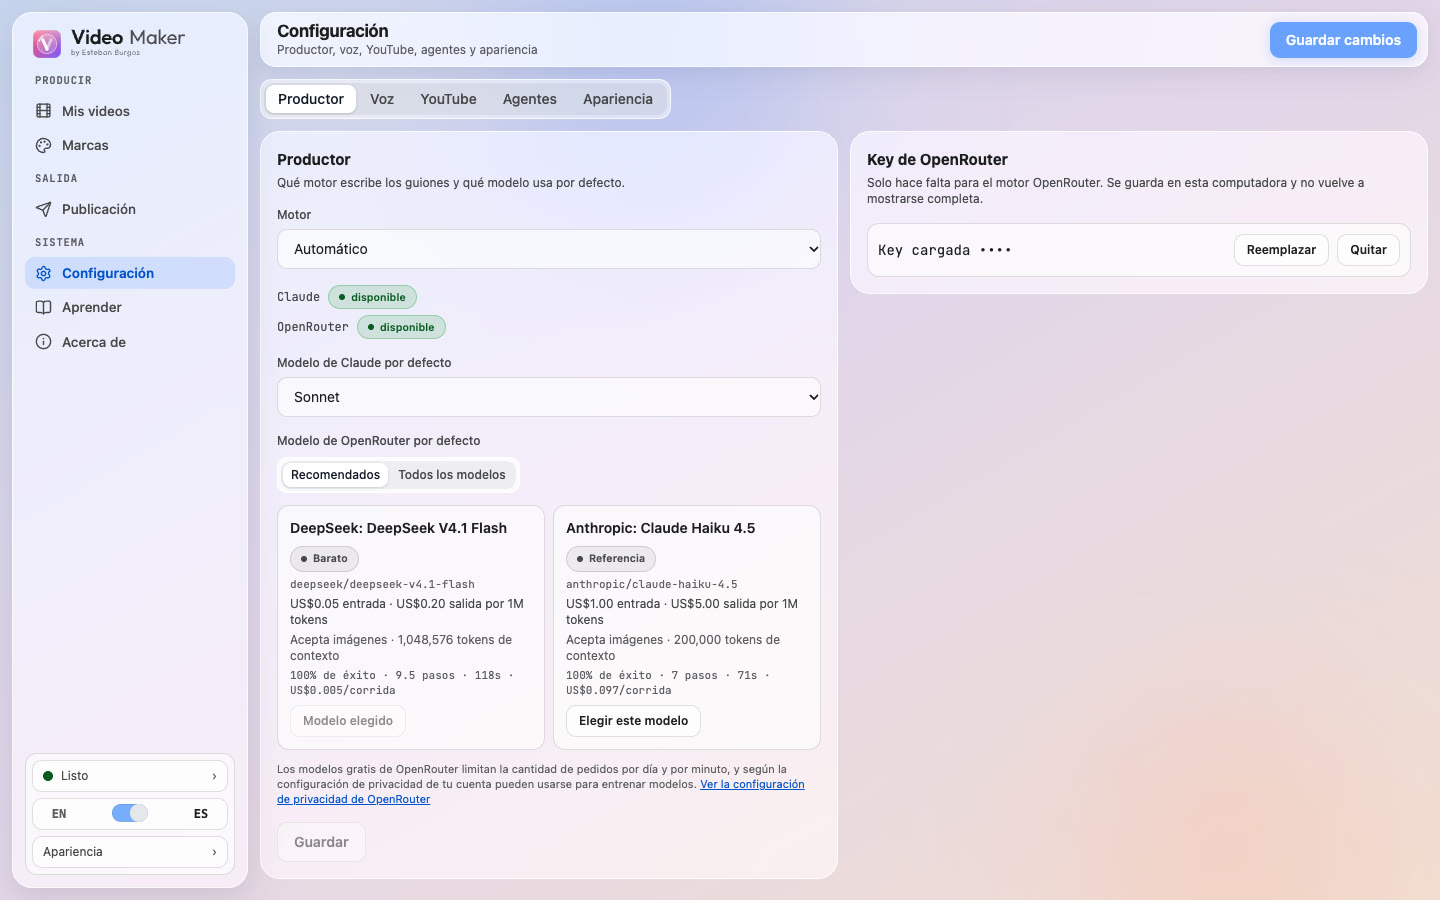 Video Maker
by Esteban Burgos
PRODUCIR
Mis videos
Marcas
SALIDA
Publicación
SISTEMA
Configuración
Aprender
Acerca de
Listo
EN
ES
Apariencia
Configuración
Productor, voz, YouTube, agentes y apariencia
Guardar cambios
Productor
Voz
YouTube
Agentes
Apariencia
Productor
Qué motor escribe los guiones y qué modelo usa por defecto.
Motor
Automático
Claude
disponible
OpenRouter
disponible
Modelo de Claude por defecto
Sonnet
Modelo de OpenRouter por defecto
Recomendados
Todos los modelos
DeepSeek: DeepSeek V4.1 Flash
Barato
deepseek/deepseek-v4.1-flash
US$0.05 entrada · US$0.20 salida por 1M
tokens
Acepta imágenes · 1,048,576 tokens de
contexto
100% de éxito · 9.5 pasos · 118s ·
US$0.005/corrida
Modelo elegido
Anthropic: Claude Haiku 4.5
Referencia
anthropic/claude-haiku-4.5
US$1.00 entrada · US$5.00 salida por 1M
tokens
Acepta imágenes · 200,000 tokens de
contexto
100% de éxito · 7 pasos · 71s ·
US$0.097/corrida
Elegir este modelo
Los modelos gratis de OpenRouter limitan la cantidad de pedidos por día y por minuto, y según la
configuración de privacidad de tu cuenta pueden usarse para entrenar modelos. Ver la configuración
de privacidad de OpenRouter
Guardar
Key de OpenRouter
Solo hace falta para el motor OpenRouter. Se guarda en esta computadora y no vuelve a
mostrarse completa.
Key cargada ••••
Reemplazar
Quitar